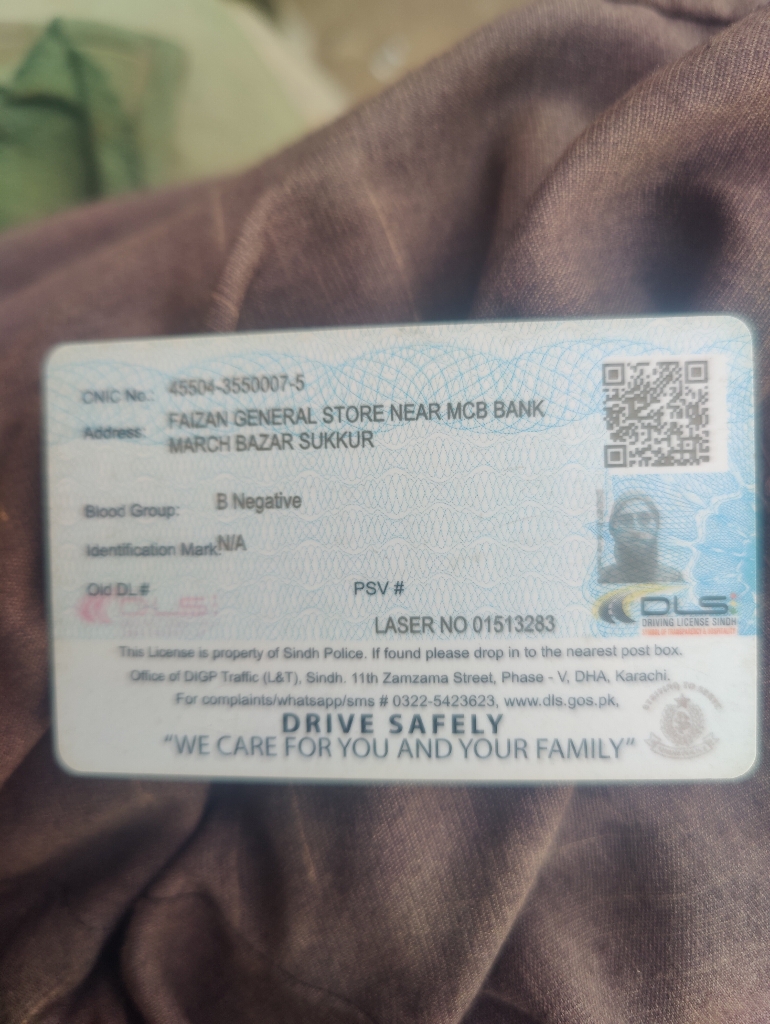 CNIC No.: 45504-3550007-5
Address: FAIZAN GENERAL STORE NEAR MCB BANK
MARCH BAZAR SUKKUR
Blood Group: B Negative
Identification Mark: N/A
Old DL# PSV #
DLS
DLS
DRIVING LICENSE SINDH
LASER NO 01513283
This License is property of Sindh Police. If found please drop in to the nearest post box.
Office of DIGP Traffic (L&T), Sindh. 11th Zamzama Street, Phase - V, DHA, Karachi.
For complaints/whatsapp/sms # 0322-5423623, www.dls.gos.pk,
DRIVE SAFELY
"WE CARE FOR YOU AND YOUR FAMILY"